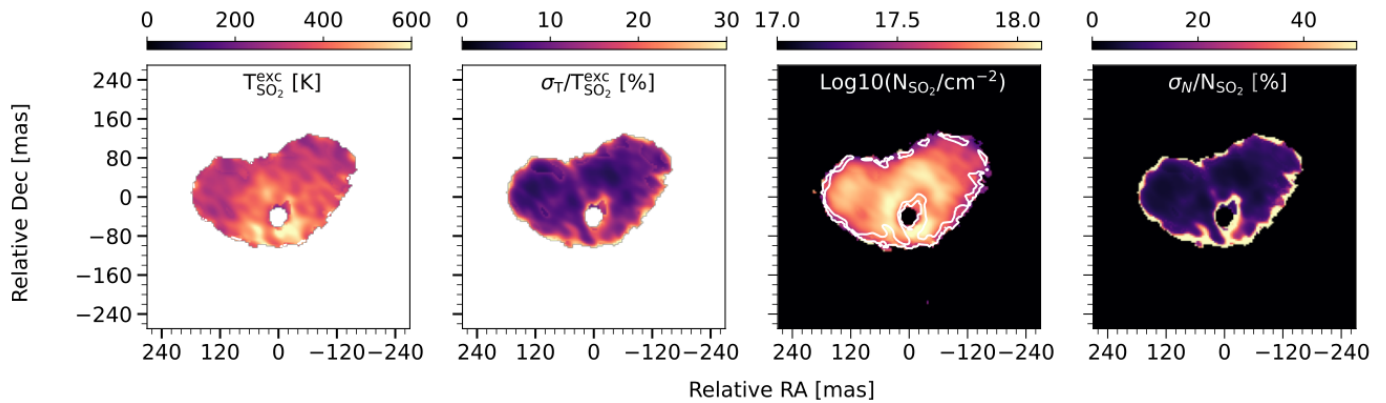 0 200 400 600
0 10 20 30
17.0 17.5 18.0
0 20 40
T^exc_SO₂ [K]
σ_T/T^exc_SO₂ [%]
Log10(N_SO₂/cm⁻²)
σ_N/N_SO₂ [%]
Relative Dec [mas]
240
160
80
0
−80
−160
−240
240 120 0 −120 −240
240 120 0 −120 −240
240 120 0 −120 −240
240 120 0 −120 −240
Relative RA [mas]